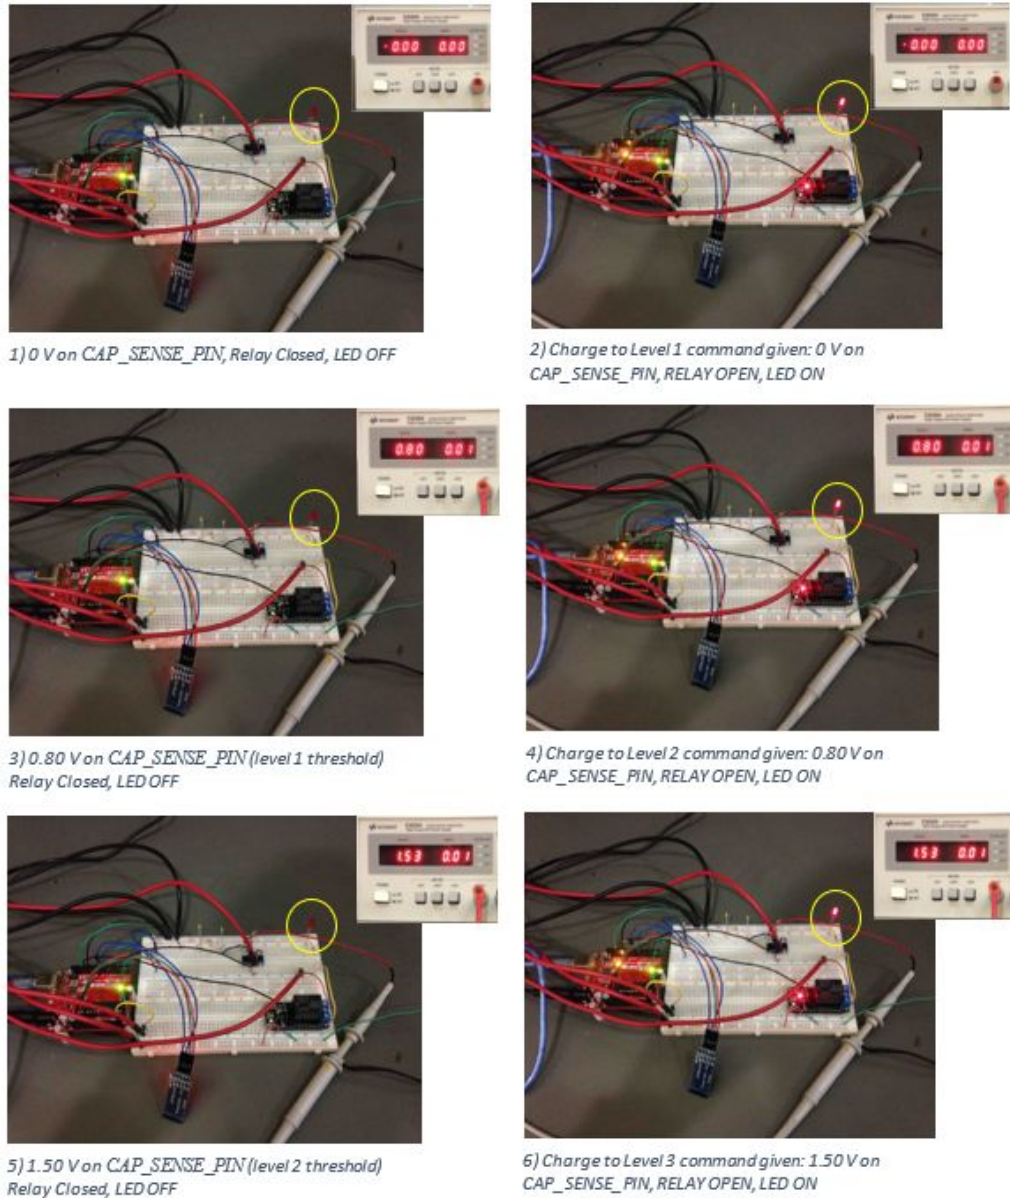 - 0.00 0.00
- 0.00 0.00
1) 0 V on CAP_SENSE_PIN, Relay Closed, LED OFF
2) Charge to Level 1 command given: 0 V on
CAP_SENSE_PIN, RELAY OPEN, LED ON
0.80 0.01
0.80 0.01
3) 0.80 V on CAP_SENSE_PIN (level 1 threshold)
Relay Closed, LED OFF
4) Charge to Level 2 command given: 0.80 V on
CAP_SENSE_PIN, RELAY OPEN, LED ON
1.53 0.01
1.53 0.01
5) 1.50 V on CAP_SENSE_PIN (level 2 threshold)
Relay Closed, LED OFF
6) Charge to Level 3 command given: 1.50 V on
CAP_SENSE_PIN, RELAY OPEN, LED ON